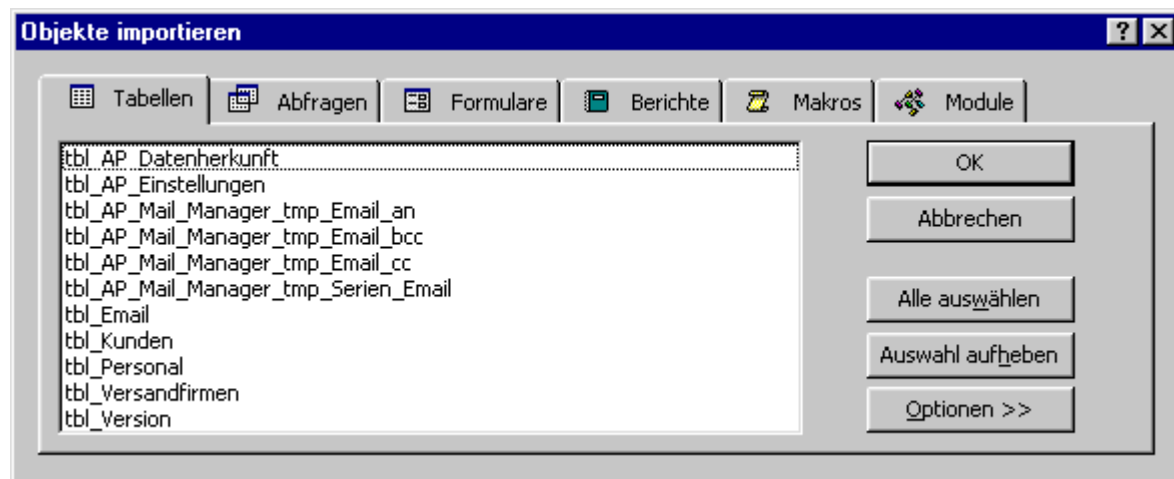 Objekte importieren
Tabellen Abfragen Formulare Berichte Makros Module
tbl_AP_Datenherkunft
tbl_AP_Einstellungen
tbl_AP_Mail_Manager_tmp_Email_an
tbl_AP_Mail_Manager_tmp_Email_bcc
tbl_AP_Mail_Manager_tmp_Email_cc
tbl_AP_Mail_Manager_tmp_Serien_Email
tbl_Email
tbl_Kunden
tbl_Personal
tbl_Versandfirmen
tbl_Version
OK
Abbrechen
Alle auswählen
Auswahl aufheben
Optionen >>